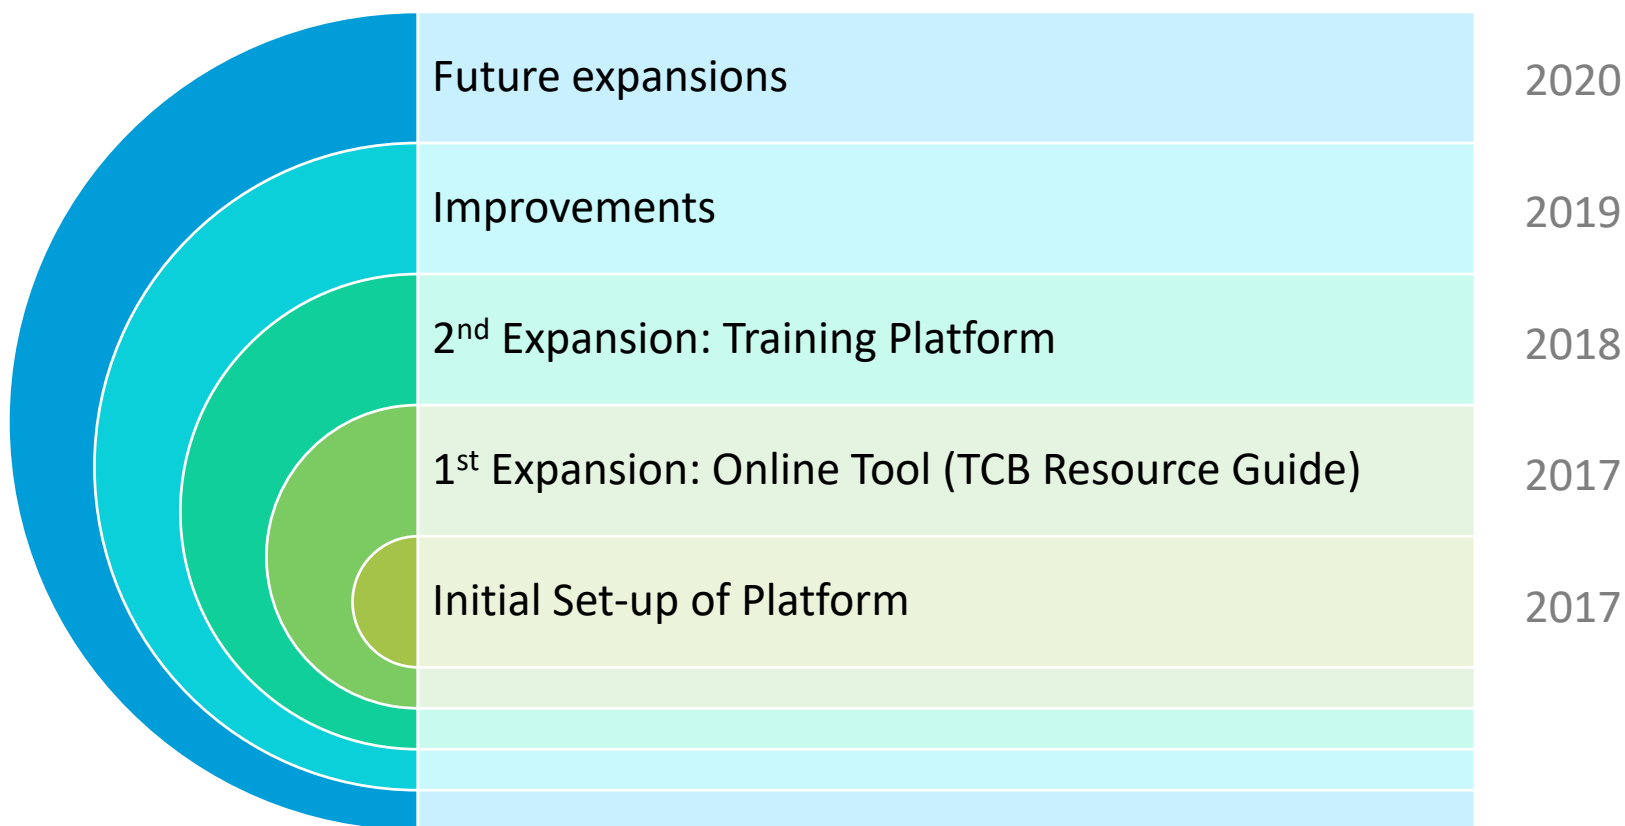 Future expansions 2020
Improvements 2019
2nd Expansion: Training Platform 2018
1st Expansion: Online Tool (TCB Resource Guide) 2017
Initial Set-up of Platform 2017